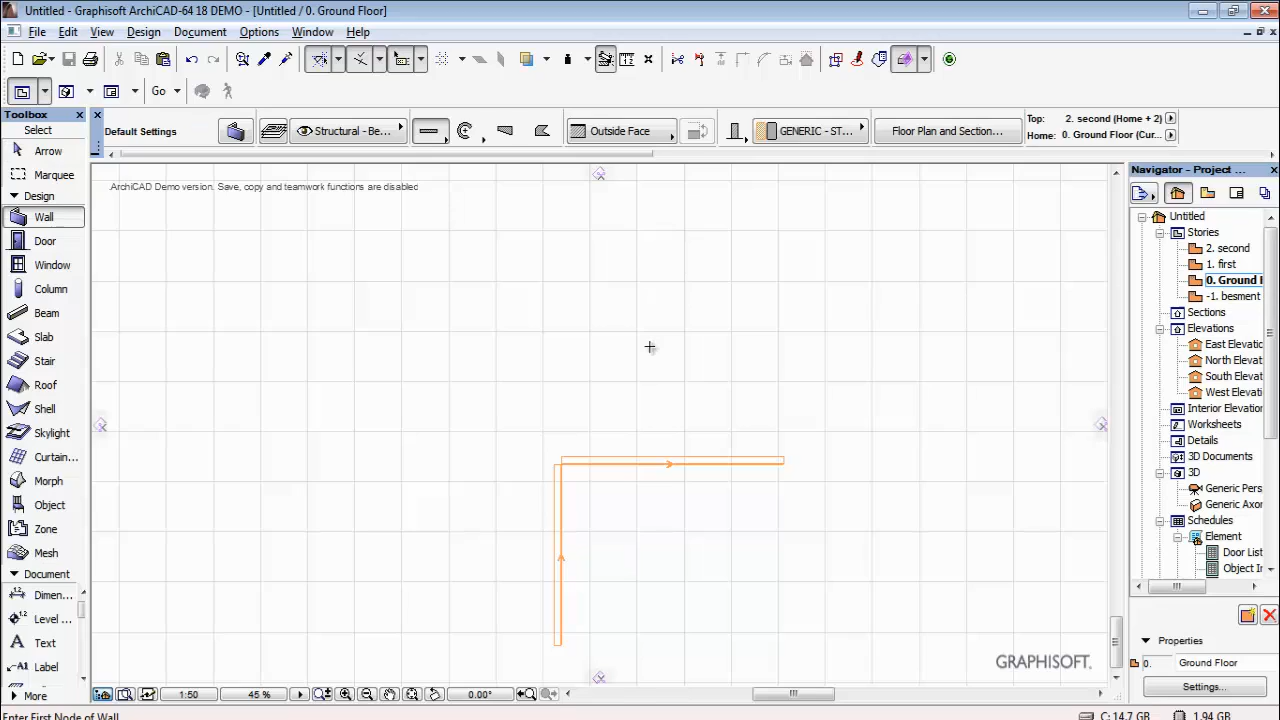 Untitled - Graphisoft ArchiCAD-64 18 DEMO - [Untitled / 0. Ground Floor]
File Edit View Design Document Options Window Help
Go
Toolbox
Select
Arrow
Marquee
Design
Wall
Door
Window
Column
Beam
Slab
Stair
Roof
Shell
Skylight
Curtain...
Morph
Object
Zone
Mesh
Document
Dimen...
Level ...
Text
Label
More
Default Settings
Structural - Be...
Outside Face
GENERIC - ST...
Floor Plan and Section...
Top: 2. second (Home + 2)
Home: 0. Ground Floor (Cur...
ArchiCAD Demo version. Save, copy and teamwork functions are disabled
GRAPHISOFT.
Navigator - Project ...
Untitled
Stories
2. second
1. first
0. Ground F
-1. besment
Sections
Elevations
East Elevatio
North Elevat
South Elevat
West Elevati
Interior Elevation
Worksheets
Details
3D Documents
3D
Generic Pers
Generic Axor
Schedules
Element
Door List
Object In
Properties
0. Ground Floor
Settings...
1:50 45 % 0.00°
Enter First Node of Wall.
C: 14.7 GB 1.94 GB